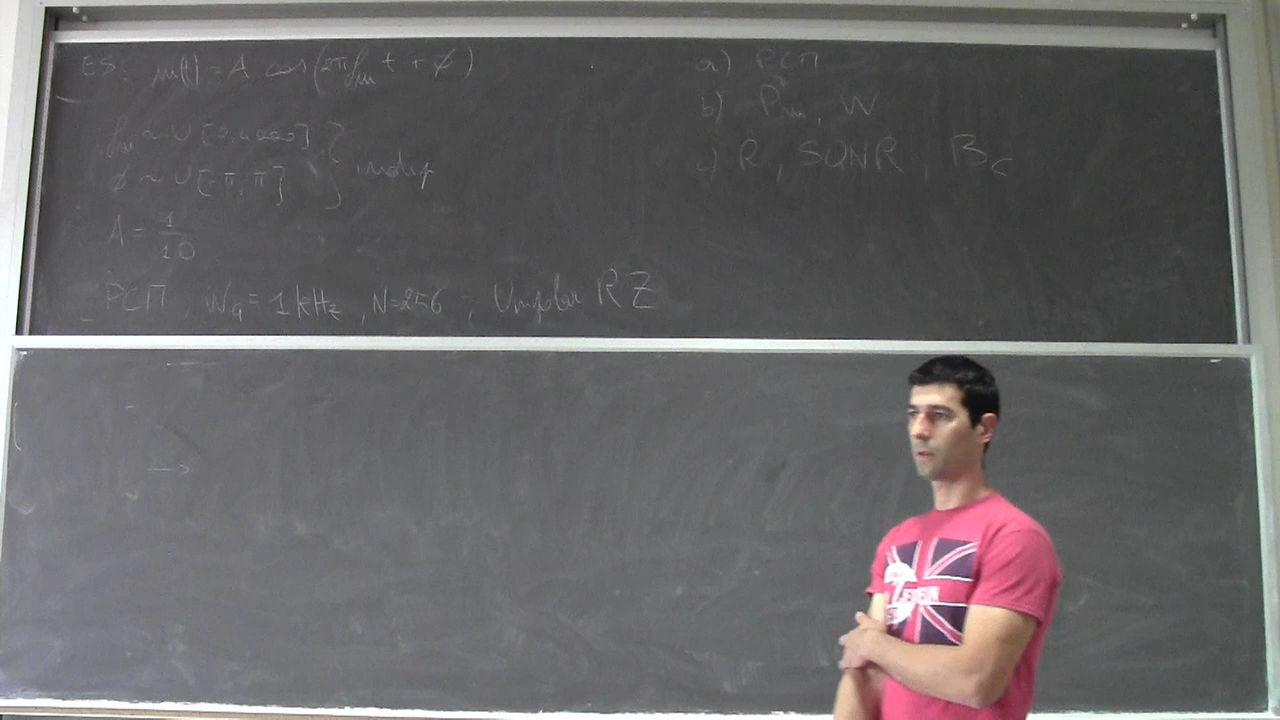 ES: m(t) = A cos(2π fm t + φ)
fm ~ U [0, 4000]
φ ~ U [-π, π] } indip
A = 1/10
PCM, Wg = 1 kHz, N=256, Unipolar RZ
a) PCM
b) Pm, W
c) R, SQNR, Bc